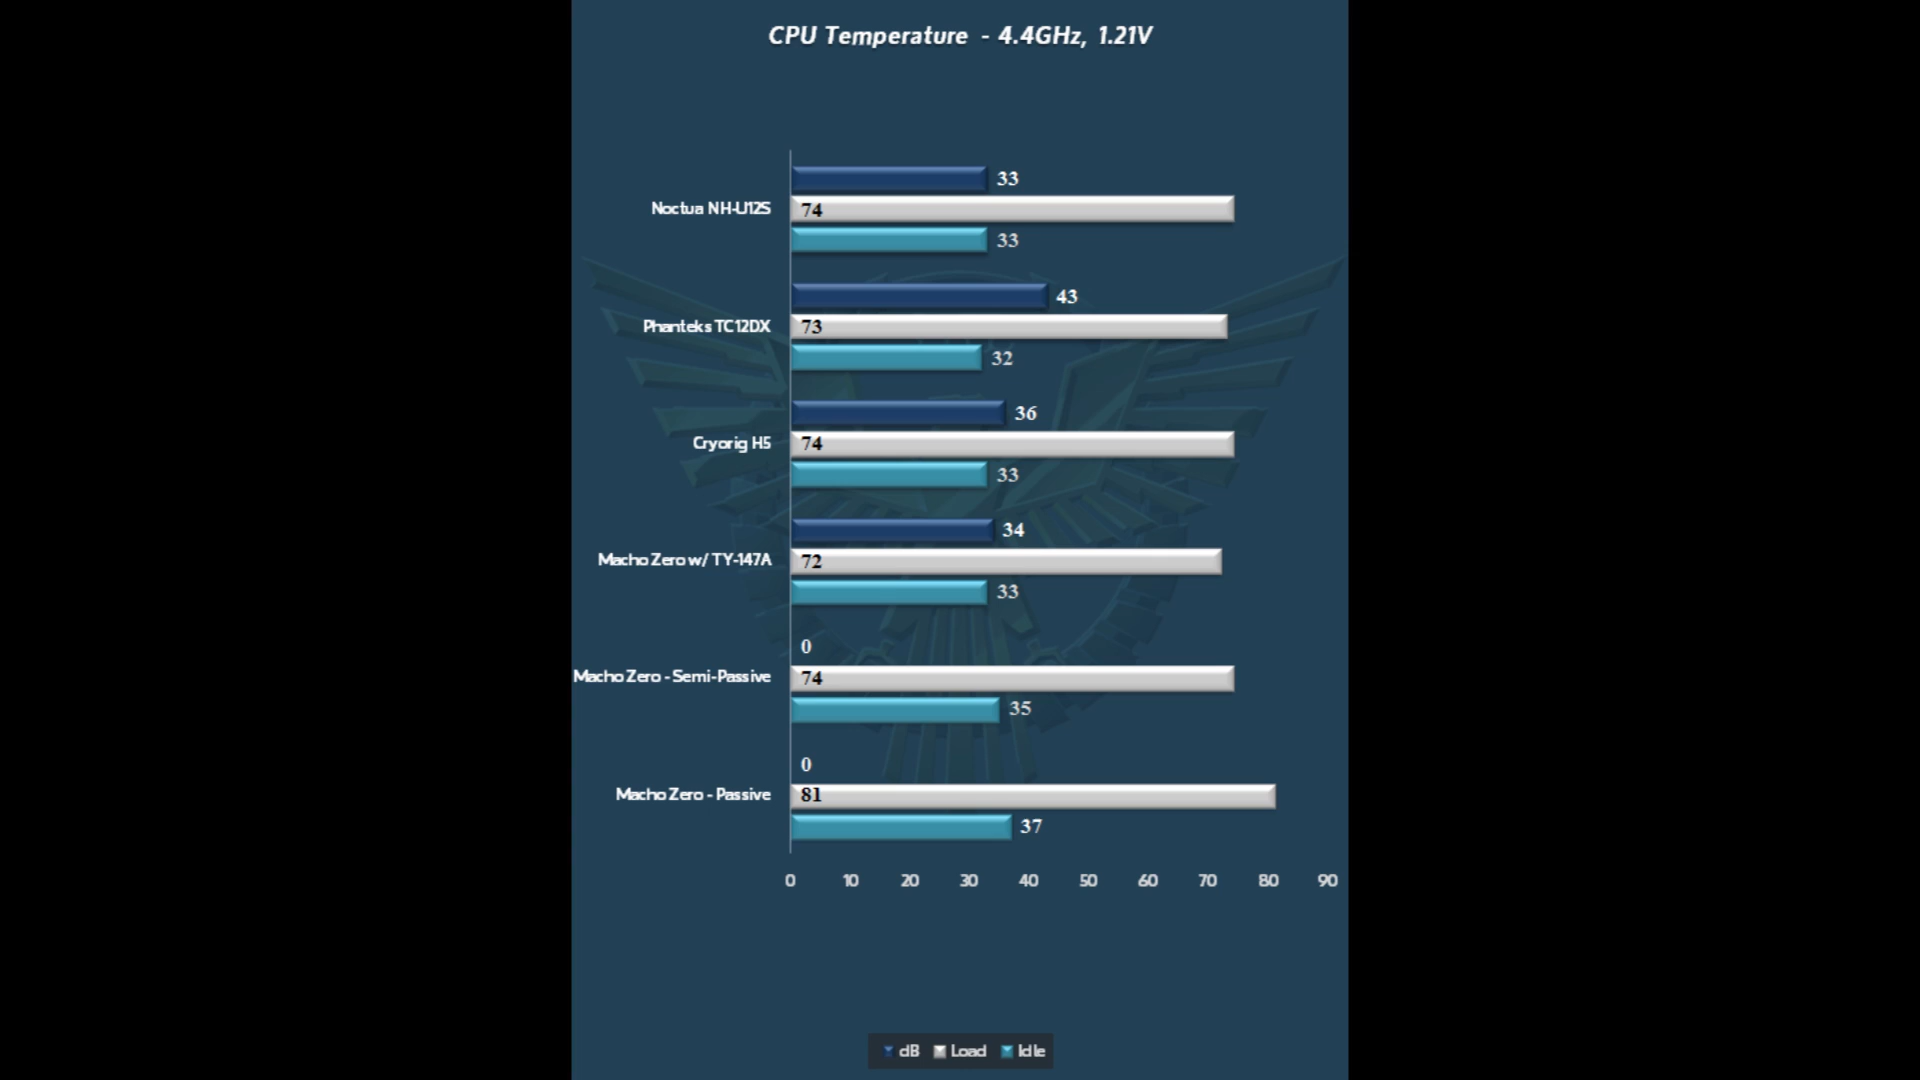 CPU Temperature - 4.4GHz, 1.21V
33
Noctua NH-U12S 74
33
43
Phanteks TC12DX 73
32
36
Cryorig H5 74
33
34
Macho Zero w/ TY-147A 72
33
0
Macho Zero - Semi-Passive 74
35
0
Macho Zero - Passive 81
37
0 10 20 30 40 50 60 70 80 90
dB Load Idle